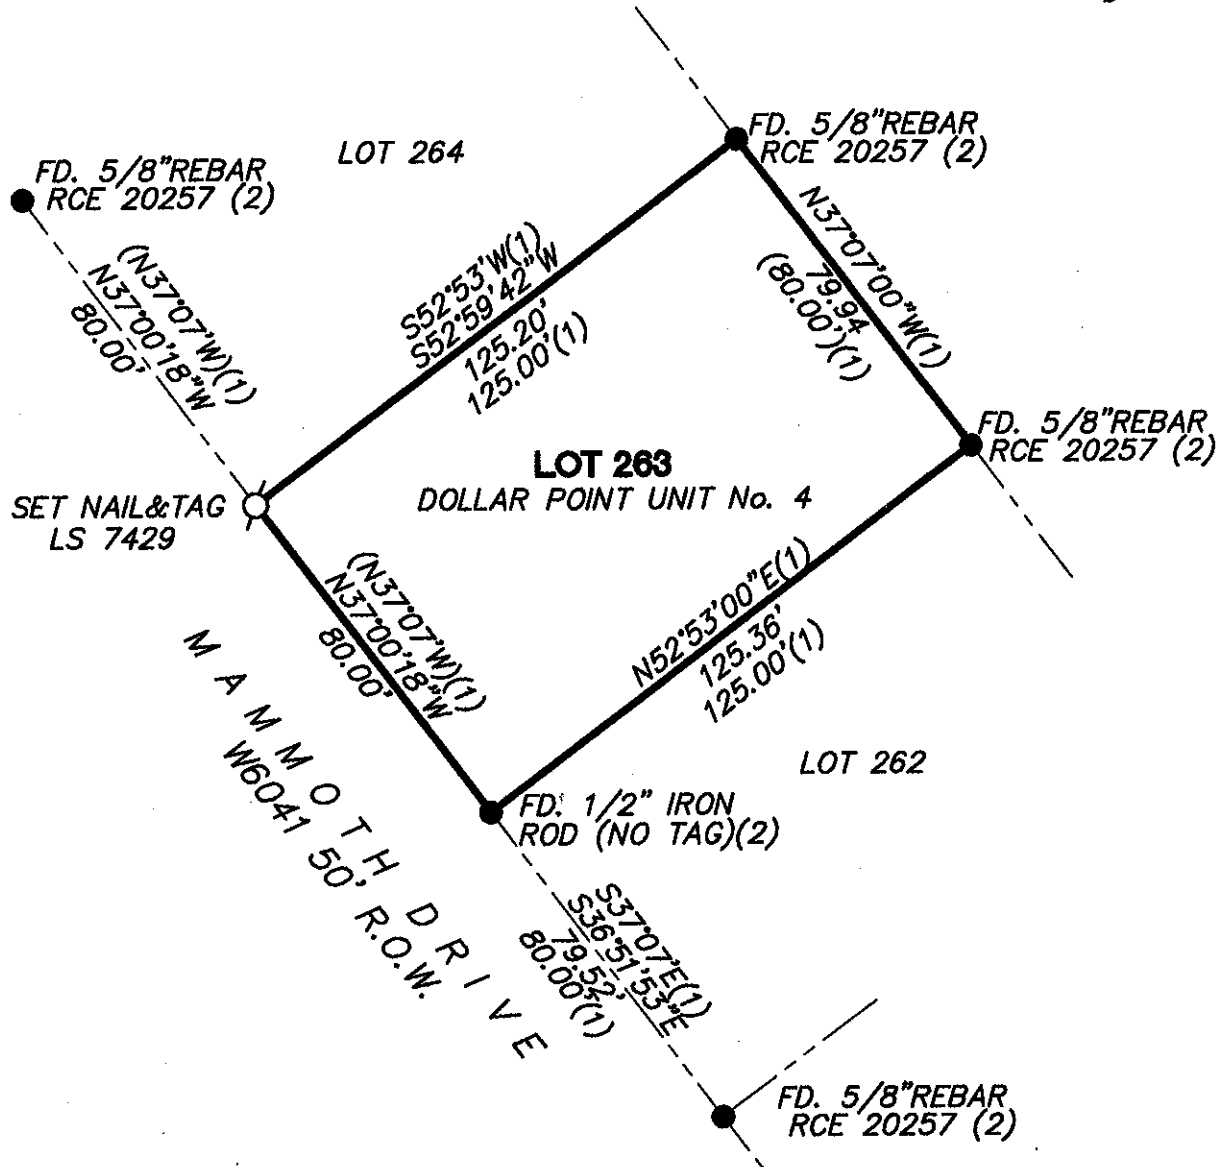 FD. 5/8"REBAR
RCE 20257 (2)
LOT 264
FD. 5/8"REBAR
RCE 20257 (2)
(N37°07'W)(1)
N37°00'18"W
80.00'
S52°53'W(1)
S52°59'42"W
125.20'
125.00'(1)
N37°07'00"W(1)
79.94
(80.00')(1)
FD. 5/8"REBAR
RCE 20257 (2)
LOT 263
DOLLAR POINT UNIT No. 4
SET NAIL&TAG
LS 7429
(N37°07'W)(1)
N37°00'18"W
80.00'
N52°53'00"E(1)
125.36'
125.00'(1)
MAMMOTH DRIVE
W6041 50' R.O.W.
LOT 262
FD. 1/2" IRON
ROD (NO TAG)(2)
S37°07'E(1)
S36°51'53"E
79.52'
80.00'(1)
FD. 5/8"REBAR
RCE 20257 (2)